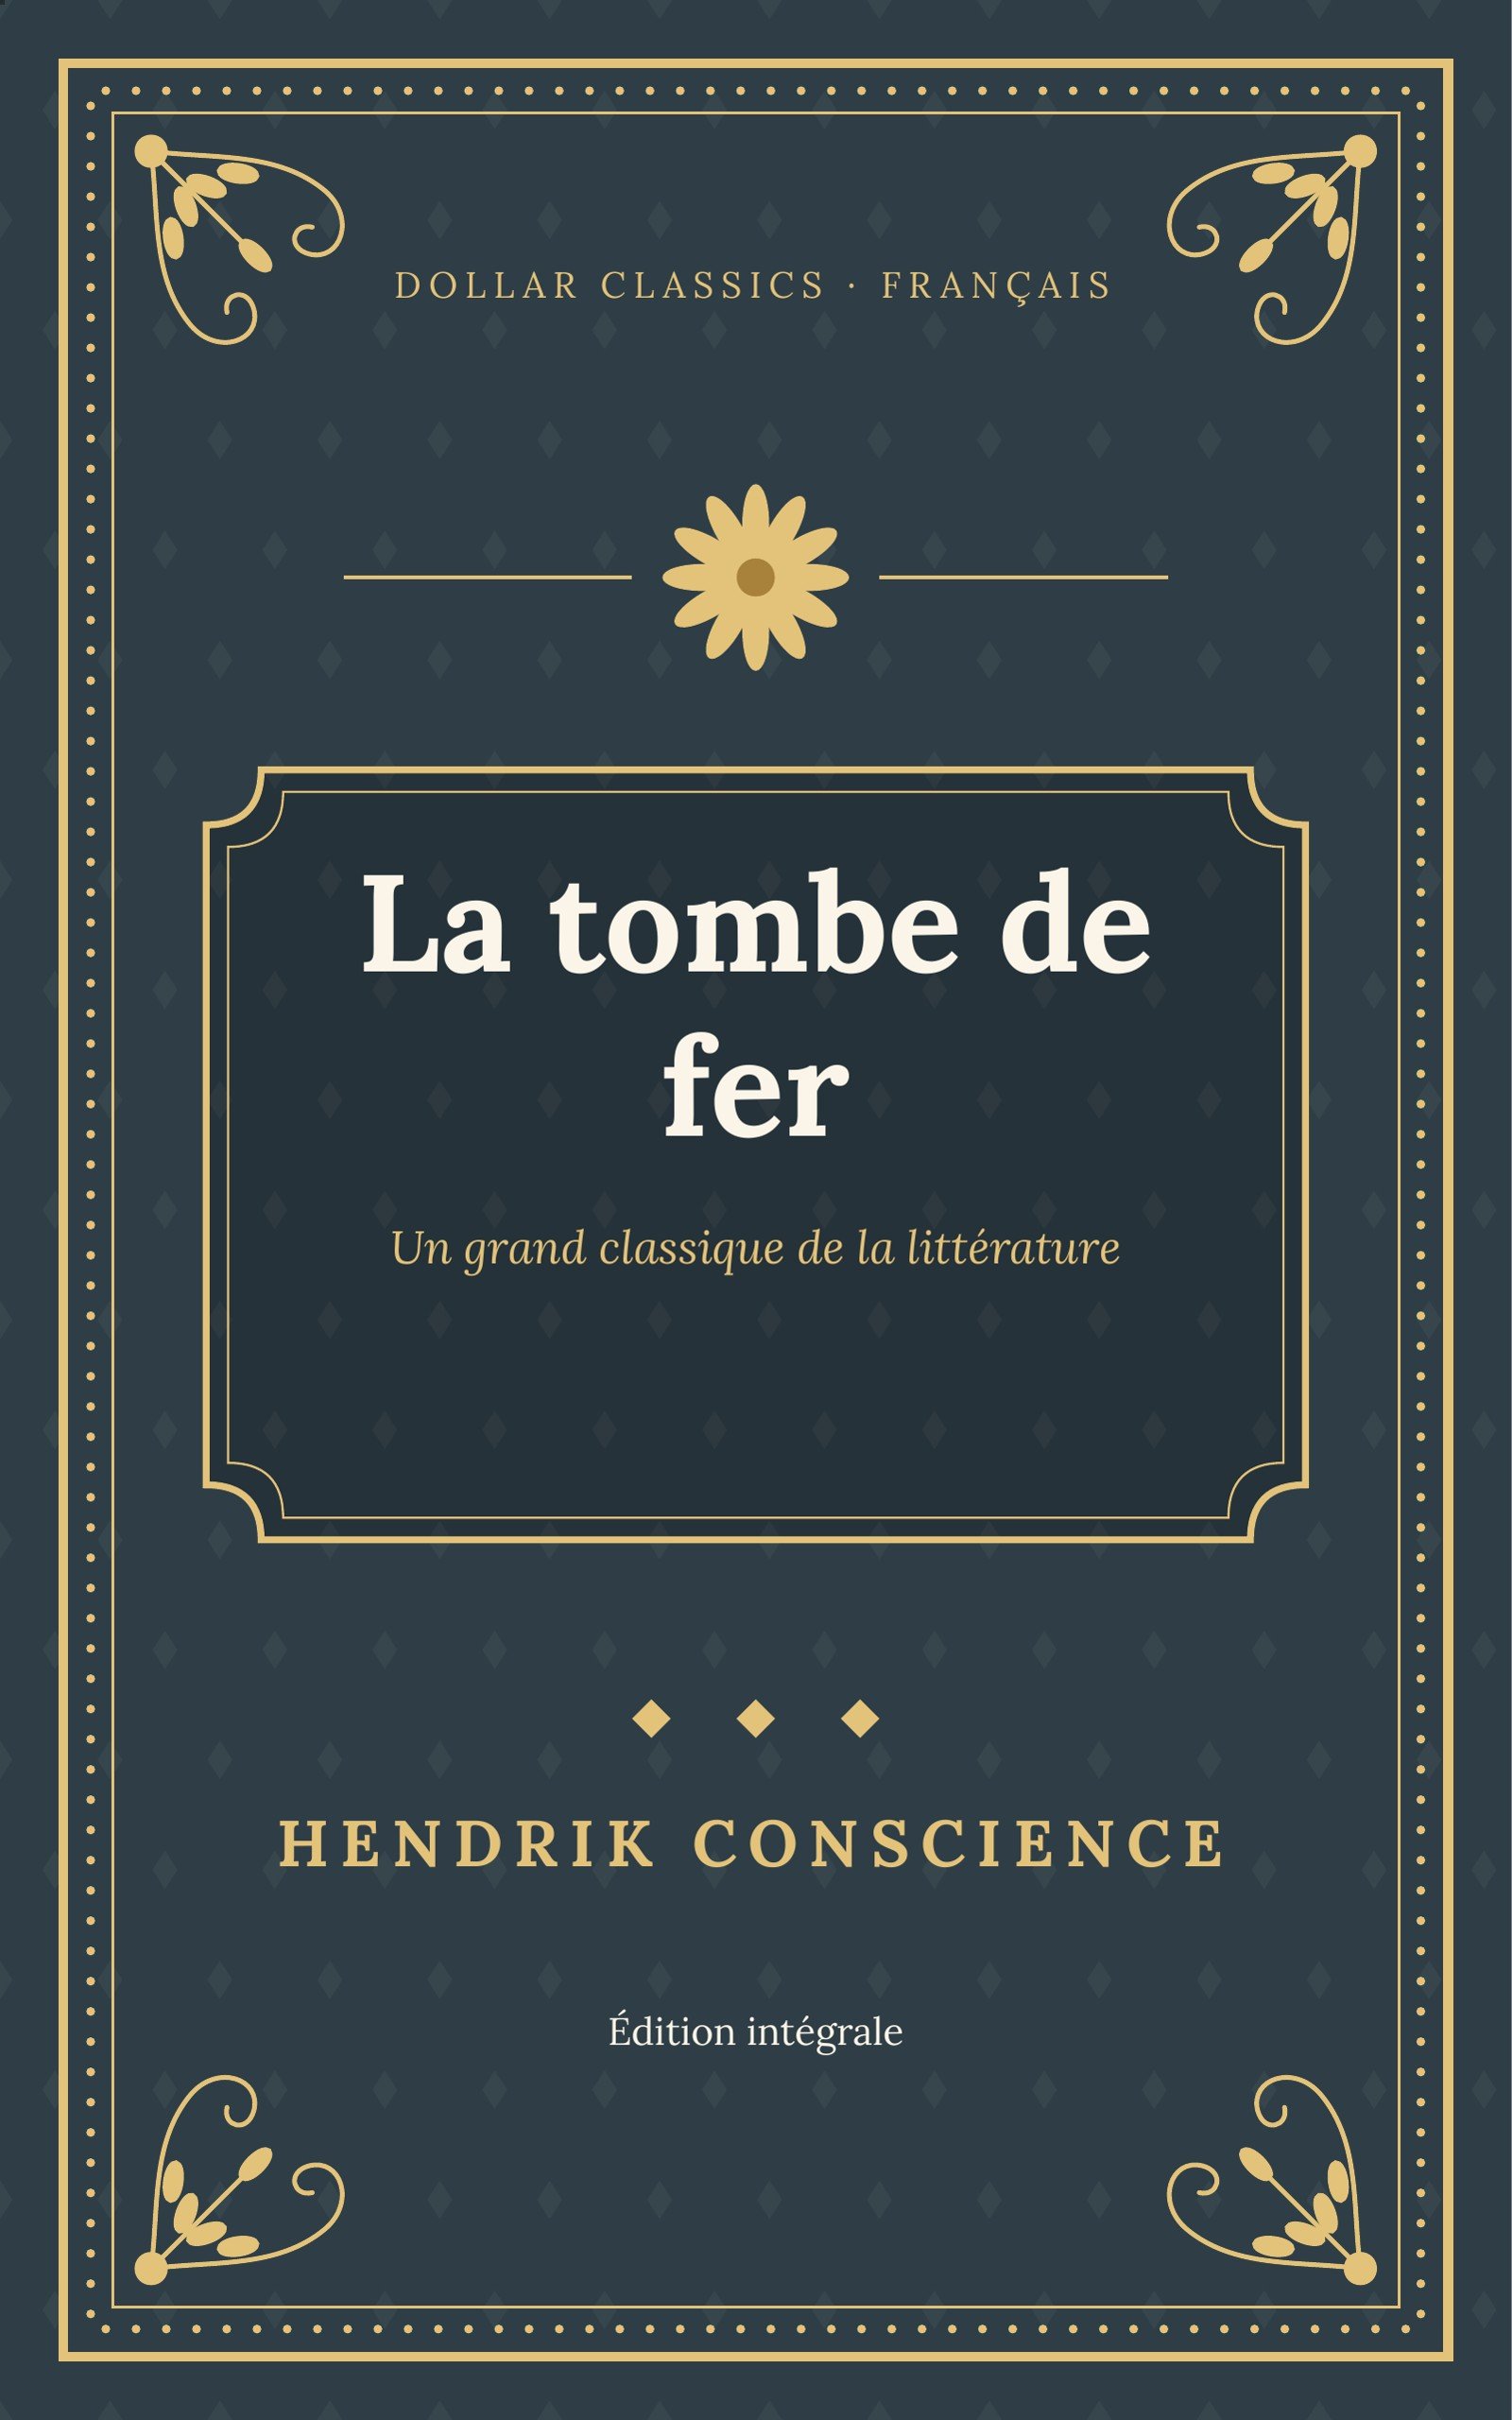 DOLLAR CLASSICS · FRANÇAIS
La tombe de
fer
Un grand classique de la littérature
HENDRIK CONSCIENCE
Édition intégrale